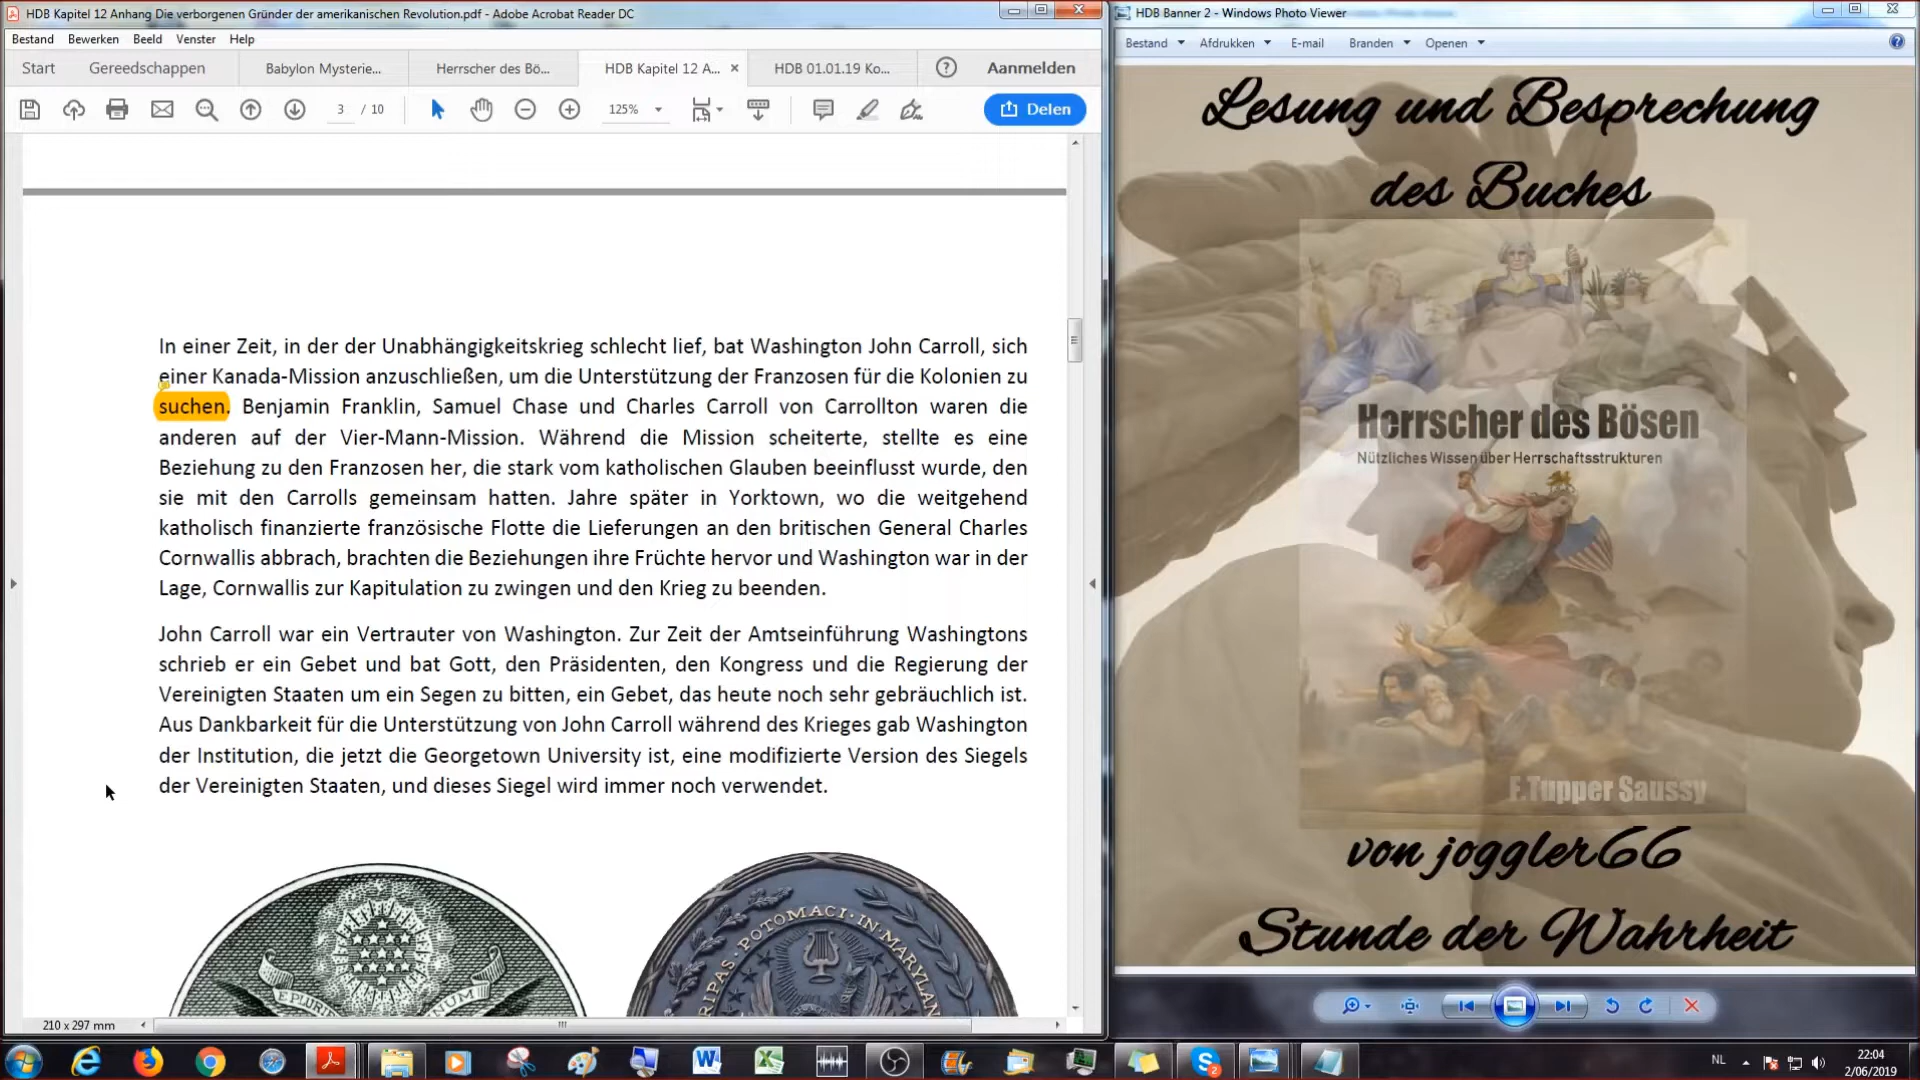 HDB Kapitel 12 Anhang Die verborgenen Gründer der amerikanischen Revolution.pdf - Adobe Acrobat Reader DC
Bestand Bewerken Beeld Venster Help
Start Gereedschappen Babylon Mysterie... Herrscher des Bö... HDB Kapitel 12 A... × HDB 01.01.19 Ko... Aanmelden
3 / 10 125% Delen
In einer Zeit, in der der Unabhängigkeitskrieg schlecht lief, bat Washington John Carroll, sich
einer Kanada-Mission anzuschließen, um die Unterstützung der Franzosen für die Kolonien zu
suchen. Benjamin Franklin, Samuel Chase und Charles Carroll von Carrollton waren die
anderen auf der Vier-Mann-Mission. Während die Mission scheiterte, stellte es eine
Beziehung zu den Franzosen her, die stark vom katholischen Glauben beeinflusst wurde, den
sie mit den Carrolls gemeinsam hatten. Jahre später in Yorktown, wo die weitgehend
katholisch finanzierte französische Flotte die Lieferungen an den britischen General Charles
Cornwallis abbrach, brachten die Beziehungen ihre Früchte hervor und Washington war in der
Lage, Cornwallis zur Kapitulation zu zwingen und den Krieg zu beenden.
John Carroll war ein Vertrauter von Washington. Zur Zeit der Amtseinführung Washingtons
schrieb er ein Gebet und bat Gott, den Präsidenten, den Kongress und die Regierung der
Vereinigten Staaten um ein Segen zu bitten, ein Gebet, das heute noch sehr gebräuchlich ist.
Aus Dankbarkeit für die Unterstützung von John Carroll während des Krieges gab Washington
der Institution, die jetzt die Georgetown University ist, eine modifizierte Version des Siegels
der Vereinigten Staaten, und dieses Siegel wird immer noch verwendet.
E PLURIBUS UNUM
RIPAS · POTOMACI · IN · MARYLAN
210 x 297 mm
HDB Banner 2 - Windows Photo Viewer
Bestand Afdrukken E-mail Branden Openen
Lesung und Besprechung
des Buches
Herrscher des Bösen
Nützliches Wissen über Herrschaftsstrukturen
F.Tupper Saussy
von joggler66
Stunde der Wahrheit
NL
22:04
2/06/2019